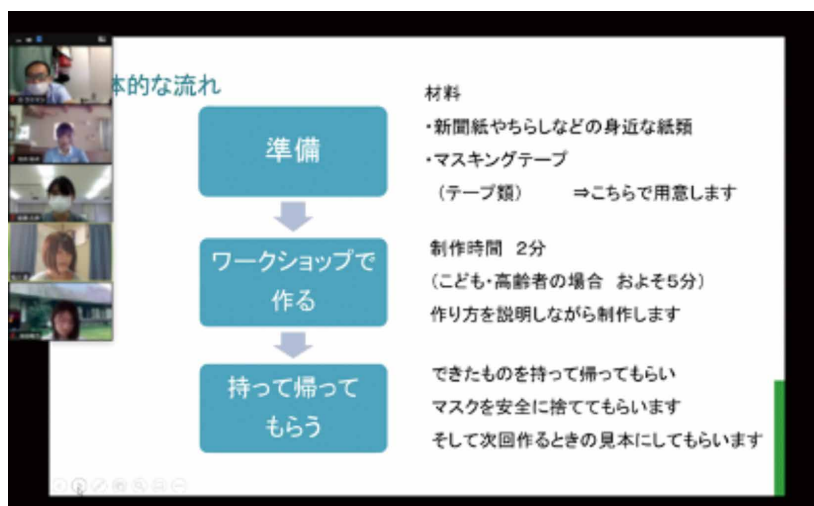 体的な流れ
準備
材料
・新聞紙やちらしなどの身近な紙類
・マスキングテープ
（テープ類）　⇒こちらで用意します
ワークショップで
作る
制作時間　2分
（こども・高齢者の場合　およそ5分）
作り方を説明しながら制作します
持って帰って
もらう
できたものを持って帰ってもらい
マスクを安全に捨ててもらいます
そして次回作るときの見本にしてもらいます